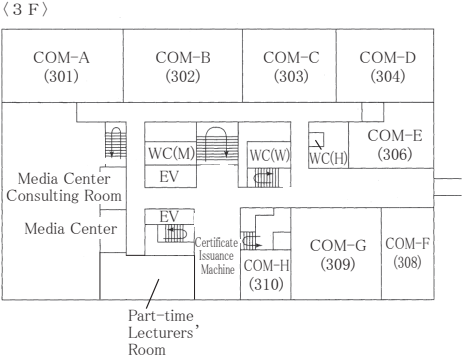 〈3F〉
COM-A
(301)
COM-B
(302)
COM-C
(303)
COM-D
(304)
COM-E
(306)
WC(M)
WC(W)
WC(H)
EV
Media Center
Consulting Room
EV
Media Center
Certificate
Issuance
Machine
COM-H
(310)
COM-G
(309)
COM-F
(308)
Part-time
Lecturers’
Room